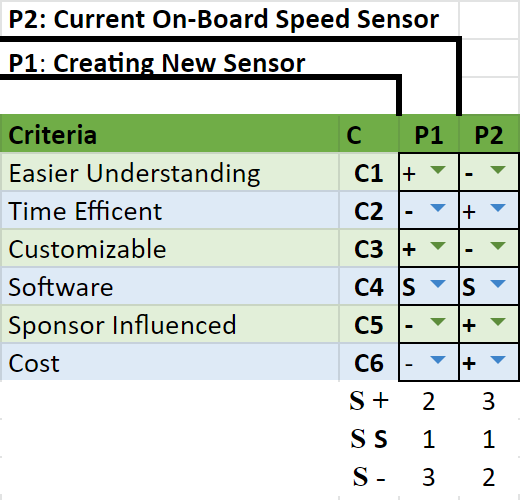 P2: Current On-Board Speed Sensor
P1: Creating New Sensor
Criteria C P1 P2
Easier Understanding C1 + -
Time Efficent C2 - +
Customizable C3 + -
Software C4 S S
Sponsor Influenced C5 - +
Cost C6 - +
S + 2 3
S S 1 1
S - 3 2